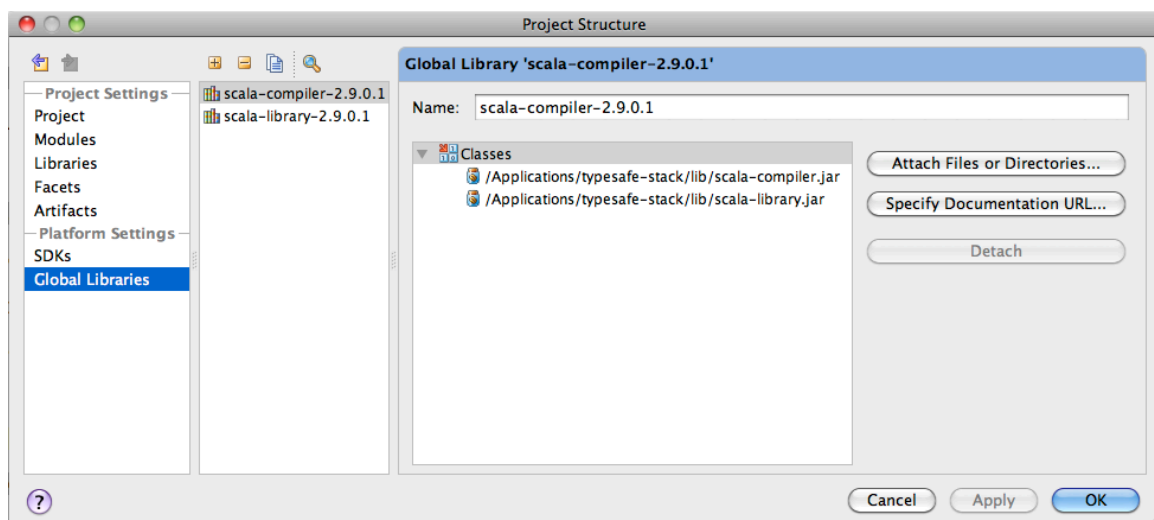 Project Structure
Project Settings
Project
Modules
Libraries
Facets
Artifacts
Platform Settings
SDKs
Global Libraries
scala-compiler-2.9.0.1
scala-library-2.9.0.1
Global Library 'scala-compiler-2.9.0.1'
Name: scala-compiler-2.9.0.1
Classes
/Applications/typesafe-stack/lib/scala-compiler.jar
/Applications/typesafe-stack/lib/scala-library.jar
Attach Files or Directories...
Specify Documentation URL...
Detach
?
Cancel
Apply
OK